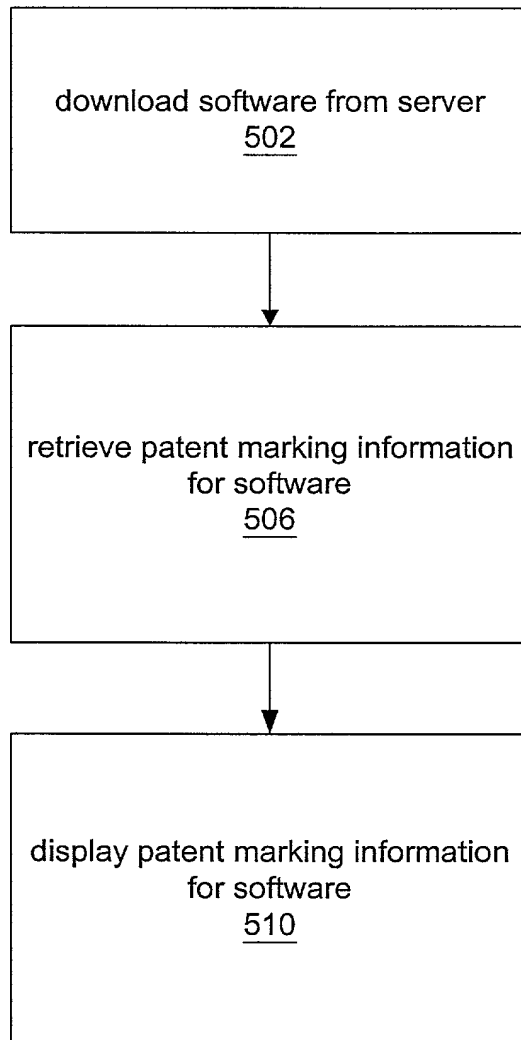 download software from server
502
retrieve patent marking information
for software
506
display patent marking information
for software
510